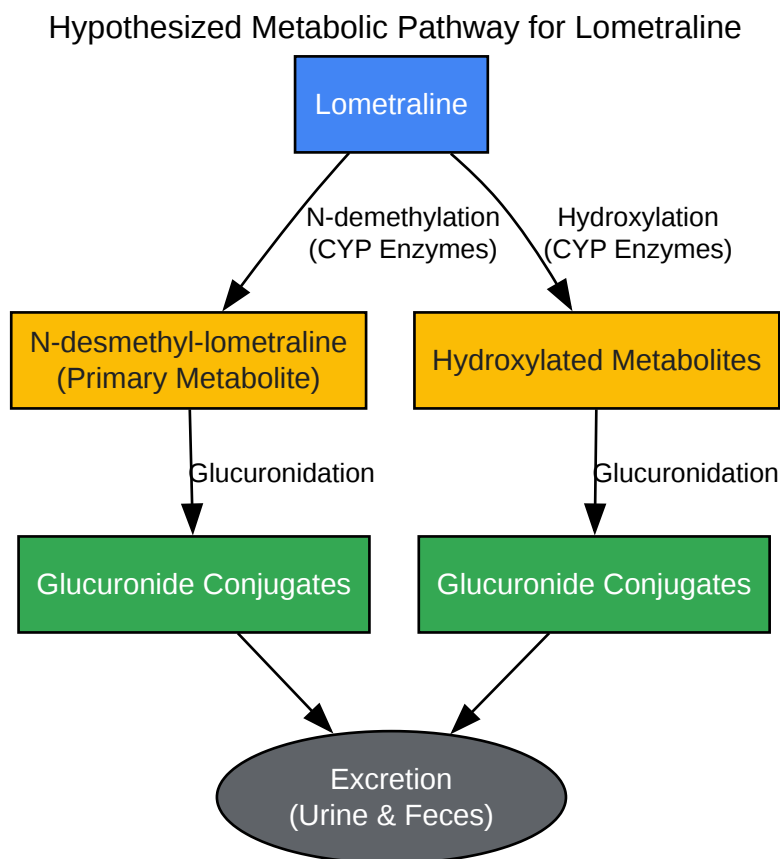 Hypothesized Metabolic Pathway for Lometraline
Lometraline
N-demethylation
(CYP Enzymes)
Hydroxylation
(CYP Enzymes)
N-desmethyl-lometraline
(Primary Metabolite)
Hydroxylated Metabolites
Glucuronidation
Glucuronidation
Glucuronide Conjugates
Glucuronide Conjugates
Excretion
(Urine & Feces)